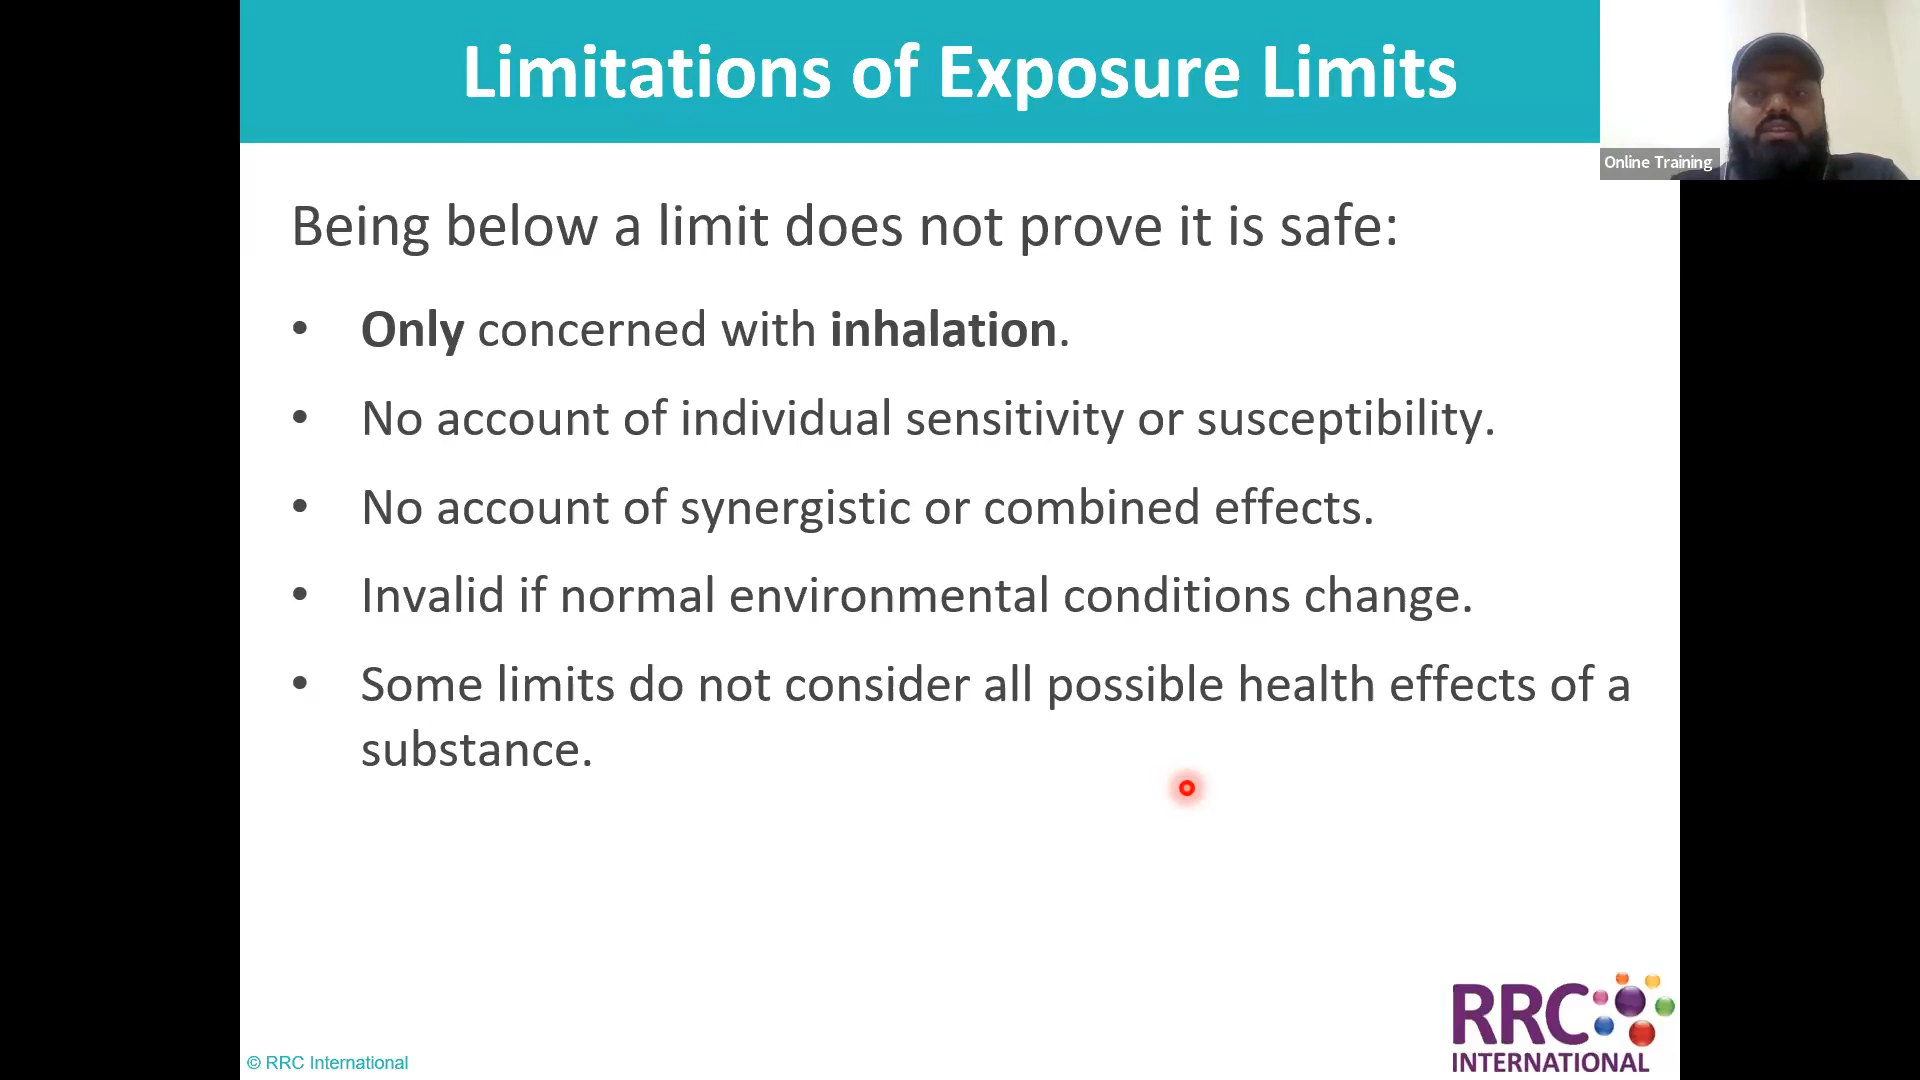 Limitations of Exposure Limits
Online Training
Being below a limit does not prove it is safe:
• Only concerned with inhalation.
• No account of individual sensitivity or susceptibility.
• No account of synergistic or combined effects.
• Invalid if normal environmental conditions change.
• Some limits do not consider all possible health effects of a
substance.
RRC
INTERNATIONAL
© RRC International